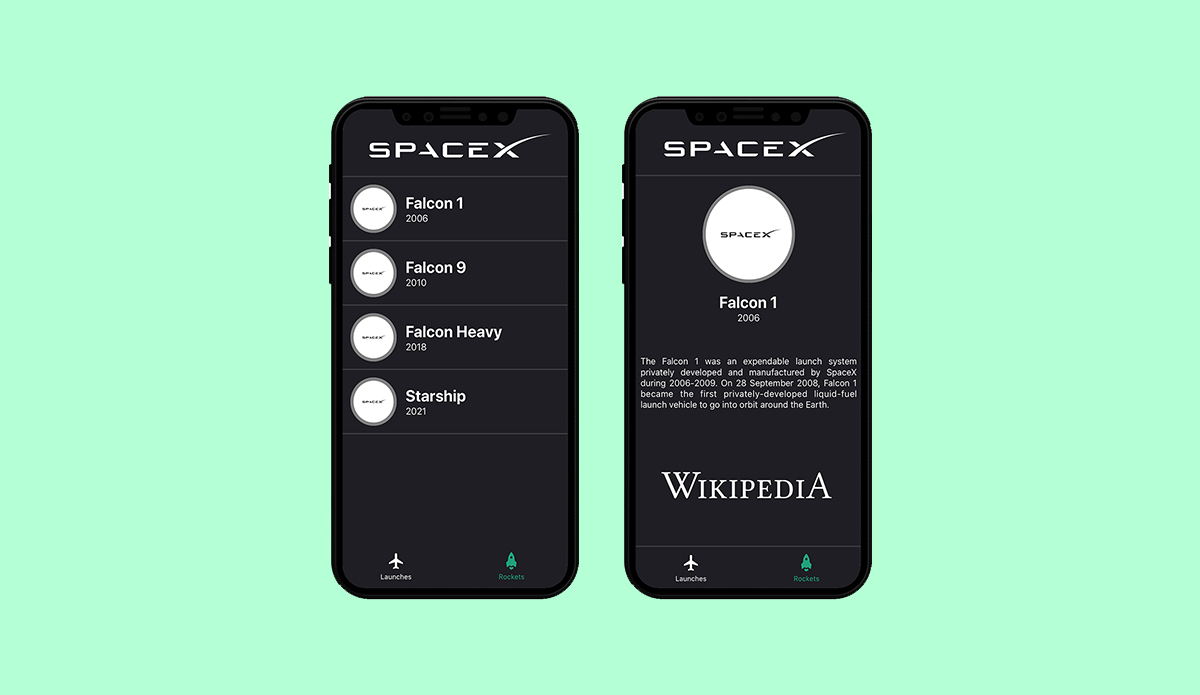 SPACEX
SPACEX
Falcon 1
2006
SPACEX
Falcon 9
2010
SPACEX
Falcon Heavy
2018
SPACEX
Starship
2021
Launches
Rockets
SPACEX
SPACEX
Falcon 1
2006
The Falcon 1 was an expendable launch system
privately developed and manufactured by SpaceX
during 2006-2009. On 28 September 2008, Falcon 1
became the first privately-developed liquid-fuel
launch vehicle to go into orbit around the Earth.
WIKIPEDIA
Launches
Rockets